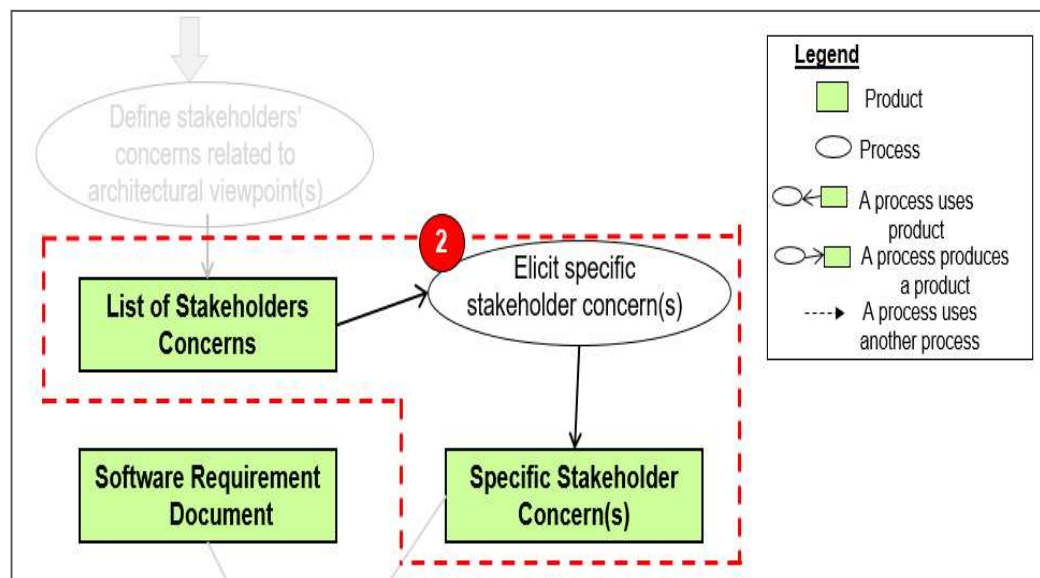 Define stakeholders'
concerns related to
architectural viewpoint(s)
2
Elicit specific
stakeholder concern(s)
List of Stakeholders
Concerns
Software Requirement
Document
Specific Stakeholder
Concern(s)
Legend
Product
Process
A process uses
product
A process produces
a product
A process uses
another process